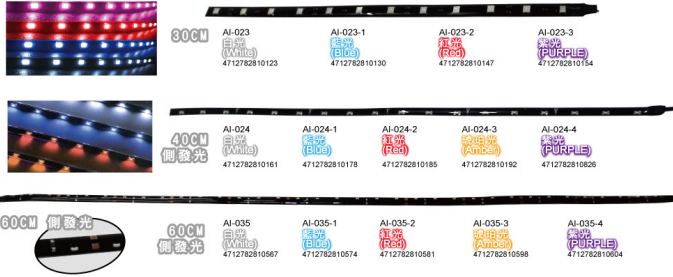 30CM
AI-023 AI-023-1 AI-023-2 AI-023-3
白光 藍光 紅光 紫光
(White) (Blue) (Red) (PURPLE)
4712782810123 4712782810130 4712782810147 4712782810154
40CM
側發光
AI-024 AI-024-1 AI-024-2 AI-024-3 AI-024-4
白光 藍光 紅光 琥珀光 紫光
(White) (Blue) (Red) (Amber) (PURPLE)
4712782810161 4712782810178 4712782810185 4712782810192 4712782810826
60CM 側發光
60CM
側發光
AI-035 AI-035-1 AI-035-2 AI-035-3 AI-035-4
白光 藍光 紅光 琥珀光 紫光
(White) (Blue) (Red) (Amber) (PURPLE)
4712782810567 4712782810574 4712782810581 4712782810598 4712782810604